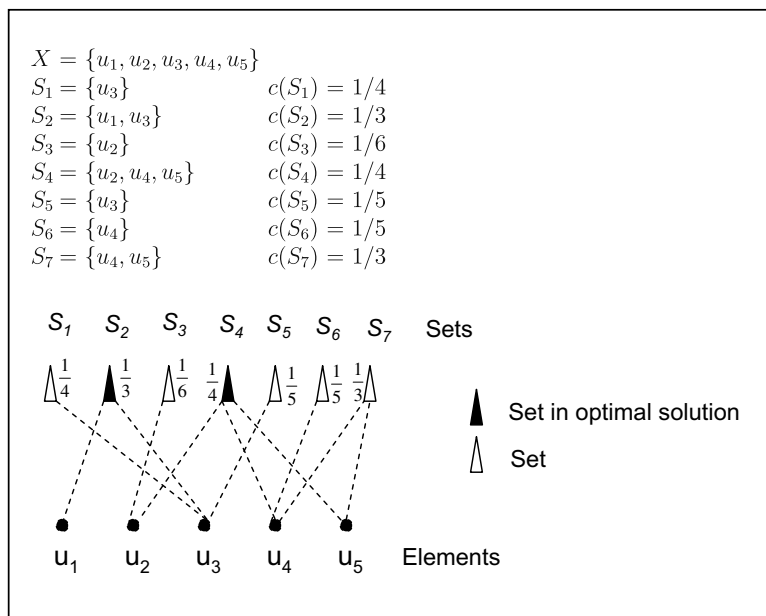 X = {u₁, u₂, u₃, u₄, u₅}
S₁ = {u₃} c(S₁) = 1/4
S₂ = {u₁, u₃} c(S₂) = 1/3
S₃ = {u₂} c(S₃) = 1/6
S₄ = {u₂, u₄, u₅} c(S₄) = 1/4
S₅ = {u₃} c(S₅) = 1/5
S₆ = {u₄} c(S₆) = 1/5
S₇ = {u₄, u₅} c(S₇) = 1/3
S₁ S₂ S₃ S₄ S₅ S₆ S₇ Sets
1/4 1/3 1/6 1/4 1/5 1/5 1/3
Set in optimal solution
Set
u₁ u₂ u₃ u₄ u₅ Elements